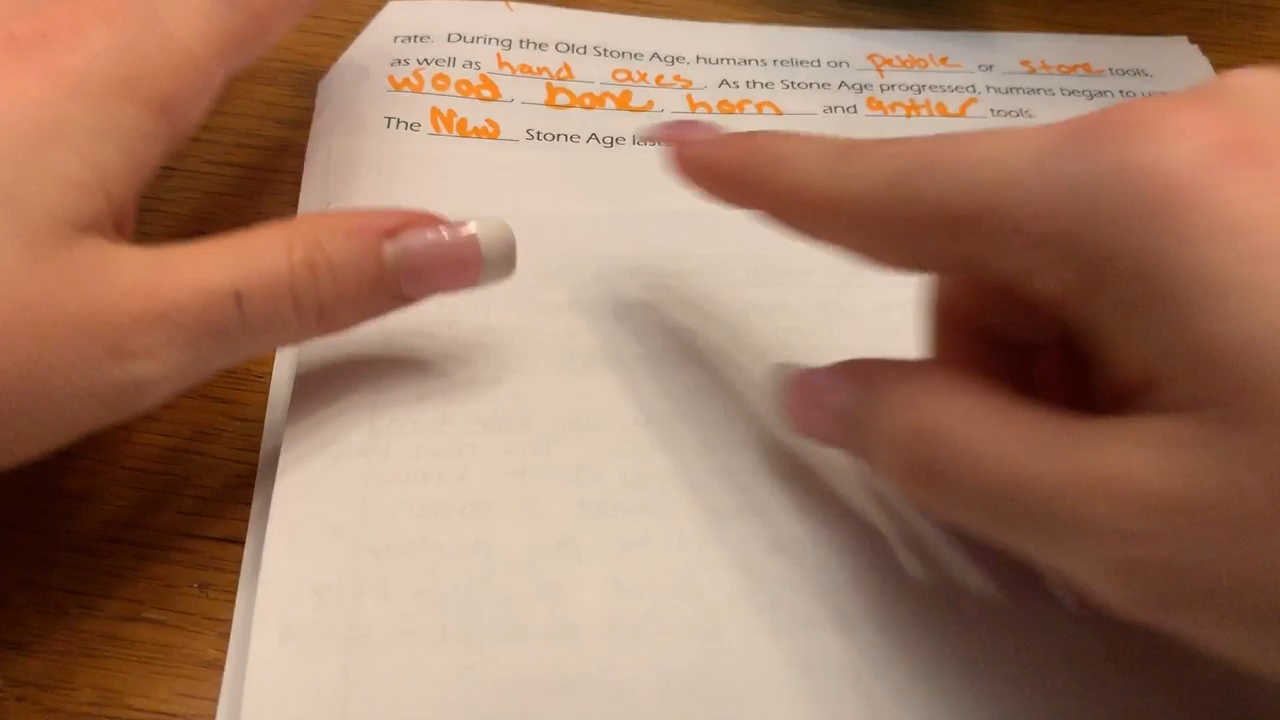 rate. During the Old Stone Age, humans relied on pebble or stone tools,
as well as hand axes. As the Stone Age progressed, humans began to
wood, bone, horn and antler tools.
The New Stone Age